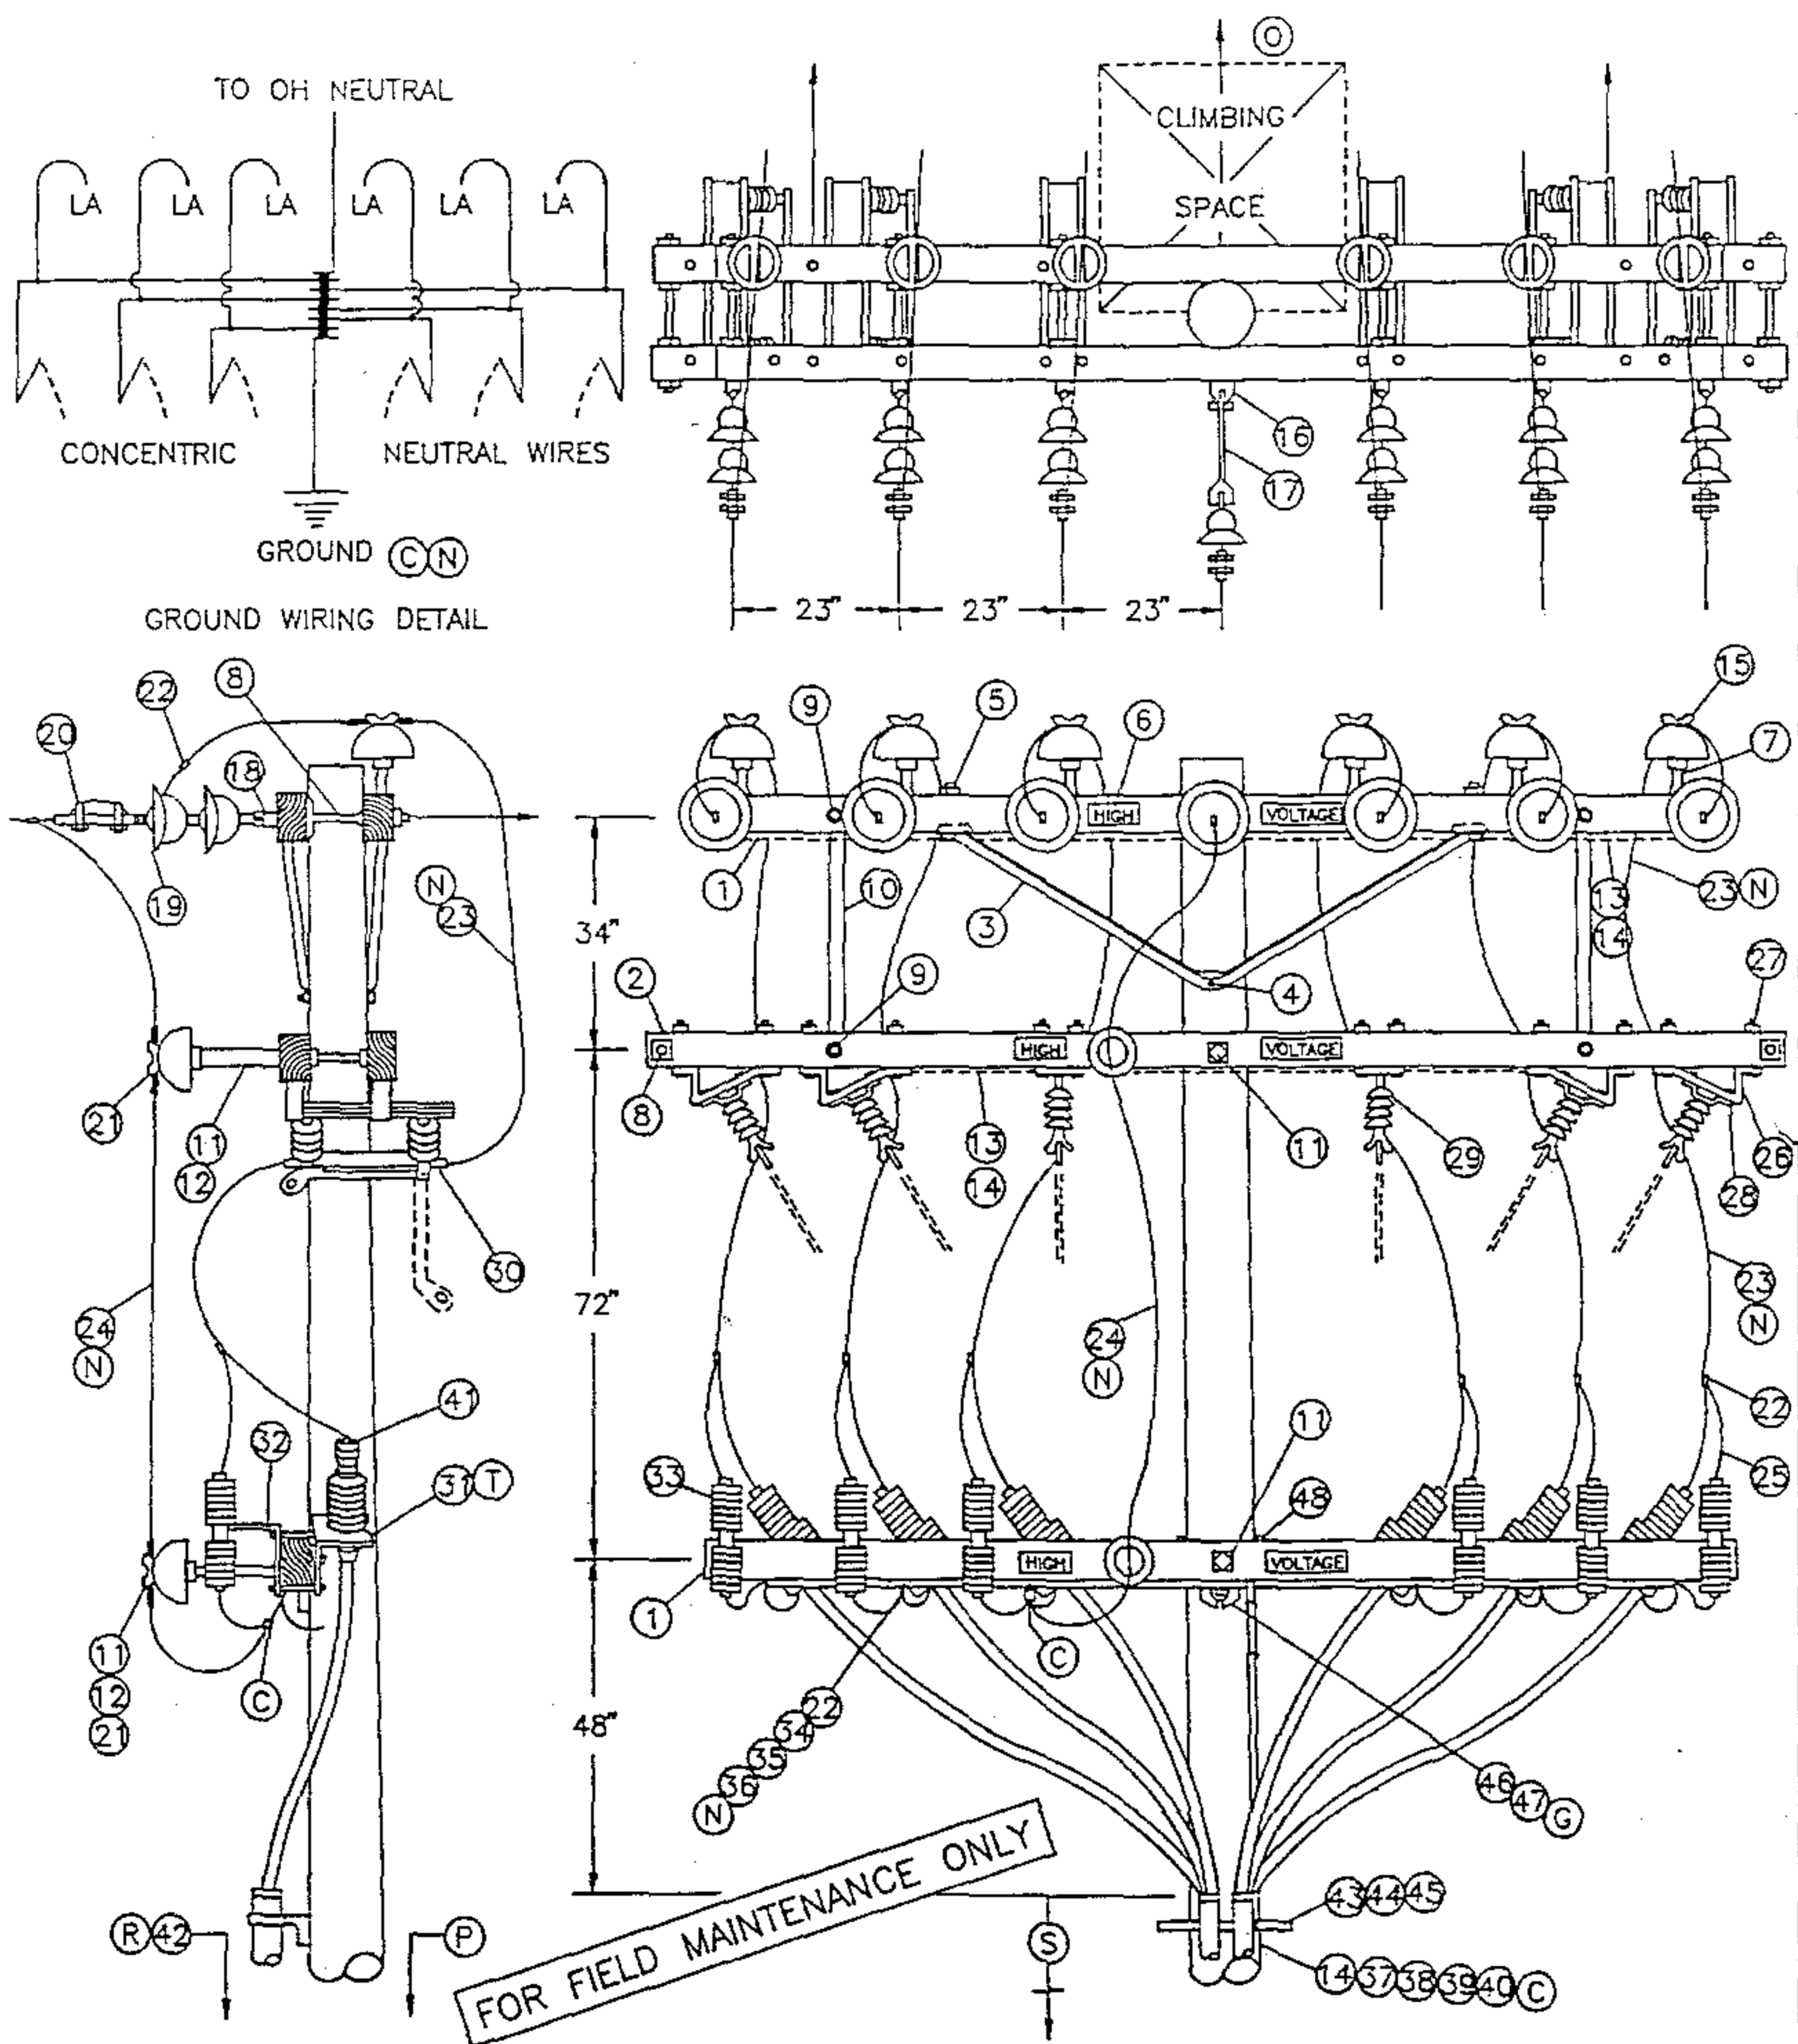 TO OH NEUTRAL
LA LA LA LA LA LA
CONCENTRIC NEUTRAL WIRES
GROUND C N
GROUND WIRING DETAIL
O
CLIMBING
SPACE
16
17
23" 23" 23"
22 8
20
18
19
N
23
21
11
12
24
N
30
41
32
31 T
11
12
21
C
R 42
P
34"
72"
48"
9 5 6 15
7
HIGH VOLTAGE
1 10 3 13 23 N
14
2 9 4 27
HIGH VOLTAGE
8 13 11 29 26
14 28
24
N
23
N
22
11
33 48 25
HIGH VOLTAGE
1
C
22
34
35
36
N
46
47
G
FOR FIELD MAINTENANCE ONLY
43 44 45
S
14 37 38 39 40 C